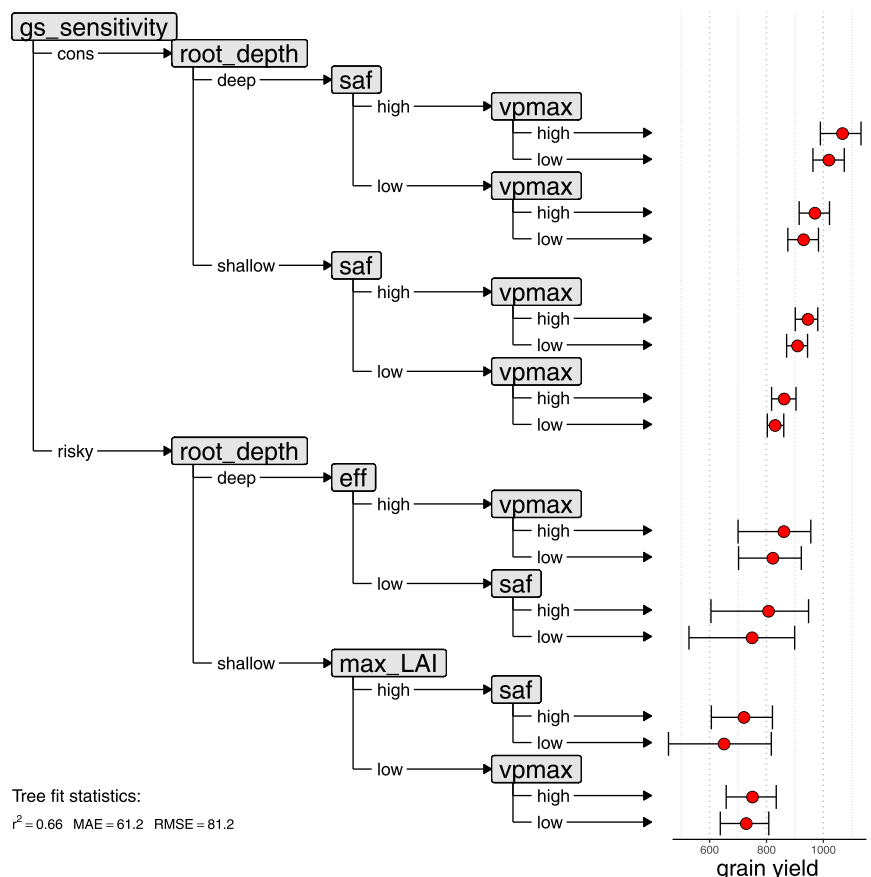 gs_sensitivity
cons
root_depth
deep
saf
high
vpmax
high
low
low
vpmax
high
low
shallow
saf
high
vpmax
high
low
low
vpmax
high
low
risky
root_depth
deep
eff
high
vpmax
high
low
low
saf
high
low
shallow
max_LAI
high
saf
high
low
low
vpmax
high
low
Tree fit statistics:
r² = 0.66 MAE = 61.2 RMSE = 81.2
600 800 1000
grain yield